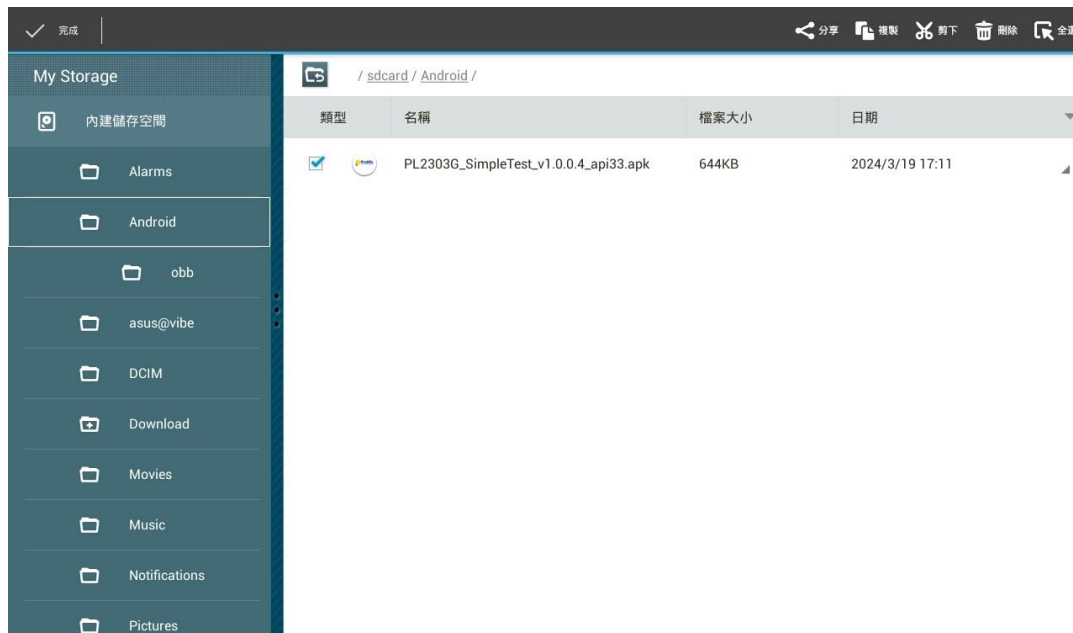 完成 分享 複製 剪下 刪除
My Storage
/ sdcard / Android /
內建儲存空間
類型 名稱 檔案大小 日期
Alarms
PL2303G_SimpleTest_v1.0.0.4_api33.apk 644KB 2024/3/19 17:11
Android
obb
asus@vibe
DCIM
Download
Movies
Music
Notifications
Pictures